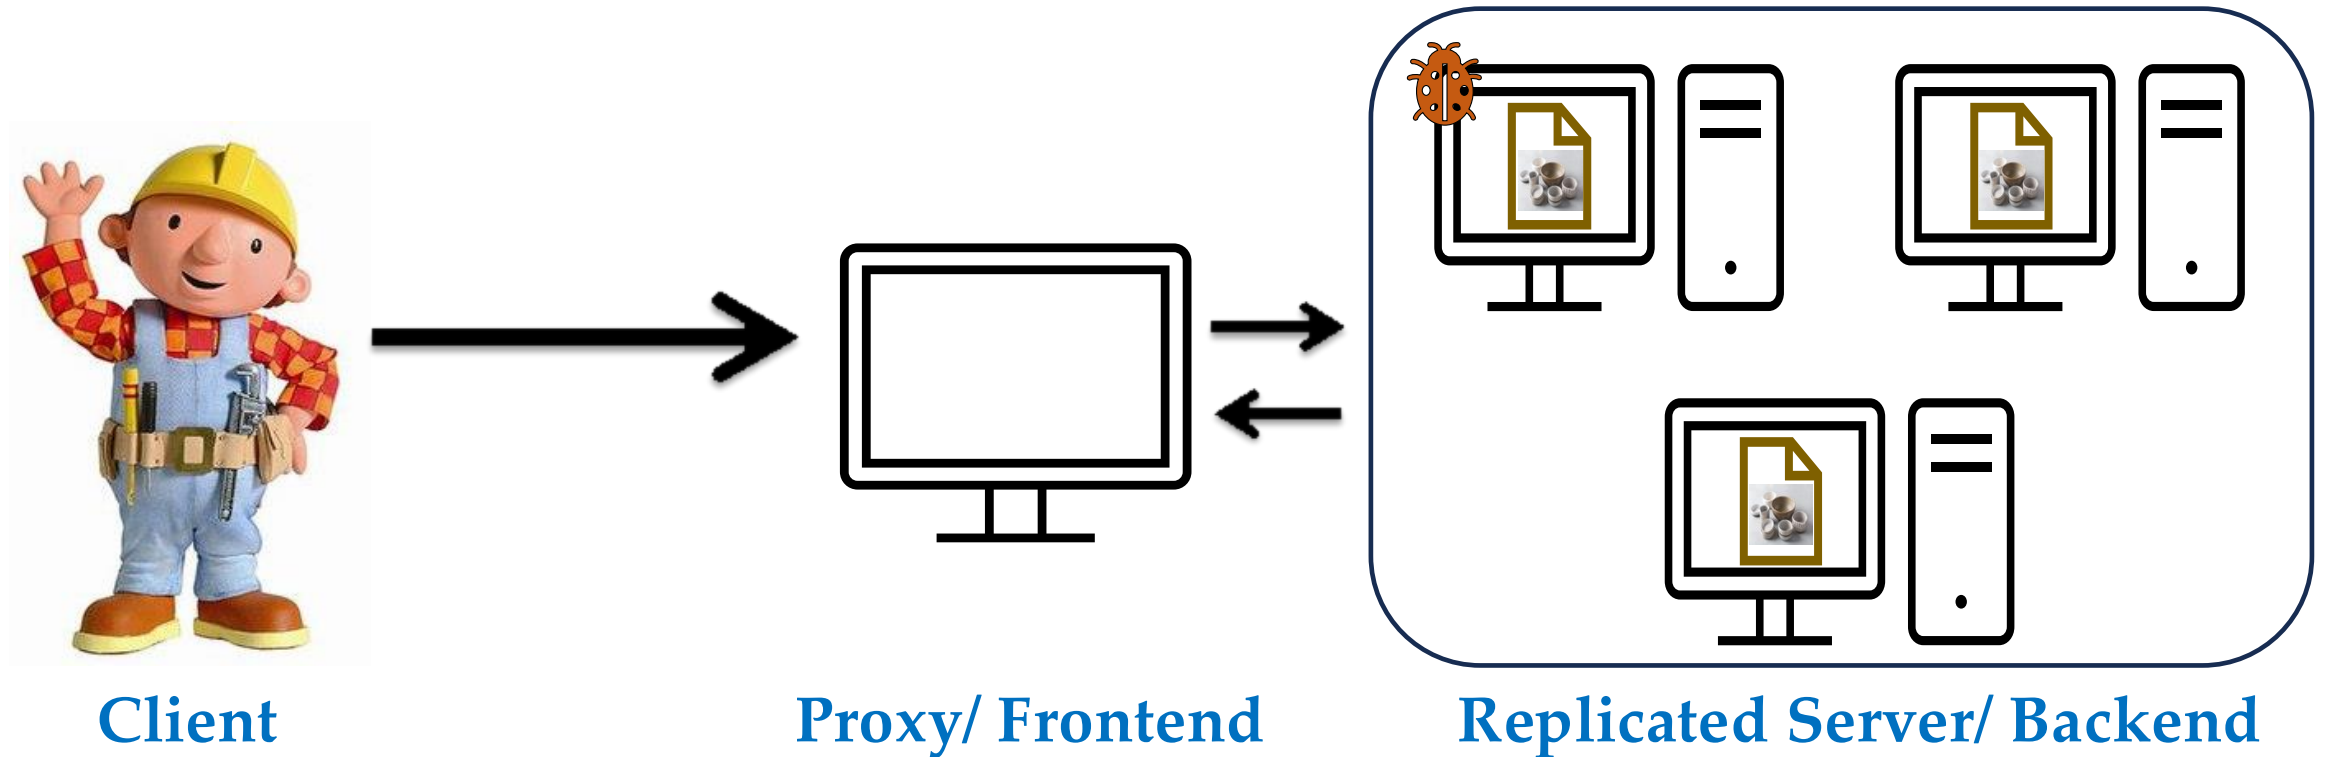 Client
Proxy/ Frontend
Replicated Server/ Backend